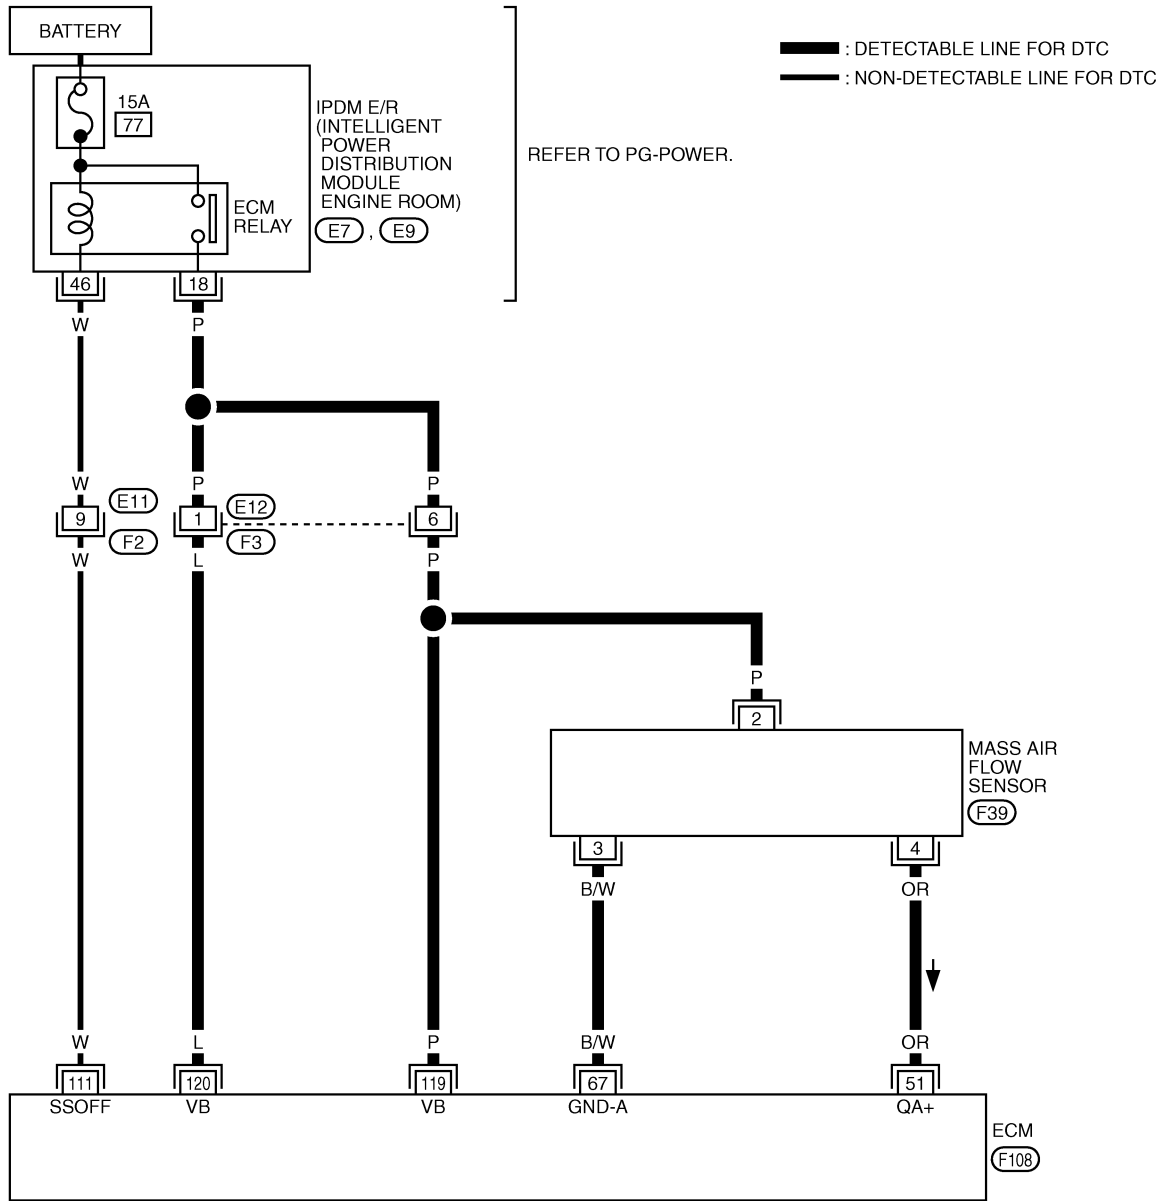 BATTERY
: DETECTABLE LINE FOR DTC
: NON-DETECTABLE LINE FOR DTC
15A
77
IPDM E/R
(INTELLIGENT
POWER
DISTRIBUTION
MODULE
ENGINE ROOM)
E7 , E9
REFER TO PG-POWER.
ECM
RELAY
46
18
W
P
W
P
P
E11
E12
9
1
6
F2
F3
W
L
P
P
2
MASS AIR
FLOW
SENSOR
F39
3
4
B/W
OR
W
L
P
B/W
OR
111
120
119
67
51
SSOFF
VB
VB
GND-A
QA+
ECM
F108